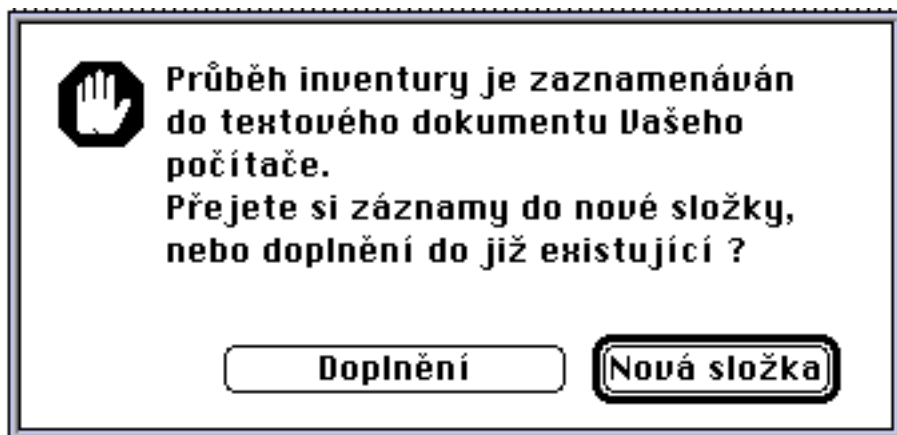 Průběh inventury je zaznamenáván
do textového dokumentu Vašeho
počítače.
Přejete si záznamy do nové složky,
nebo doplnění do již existující ?
Doplnění
Nová složka